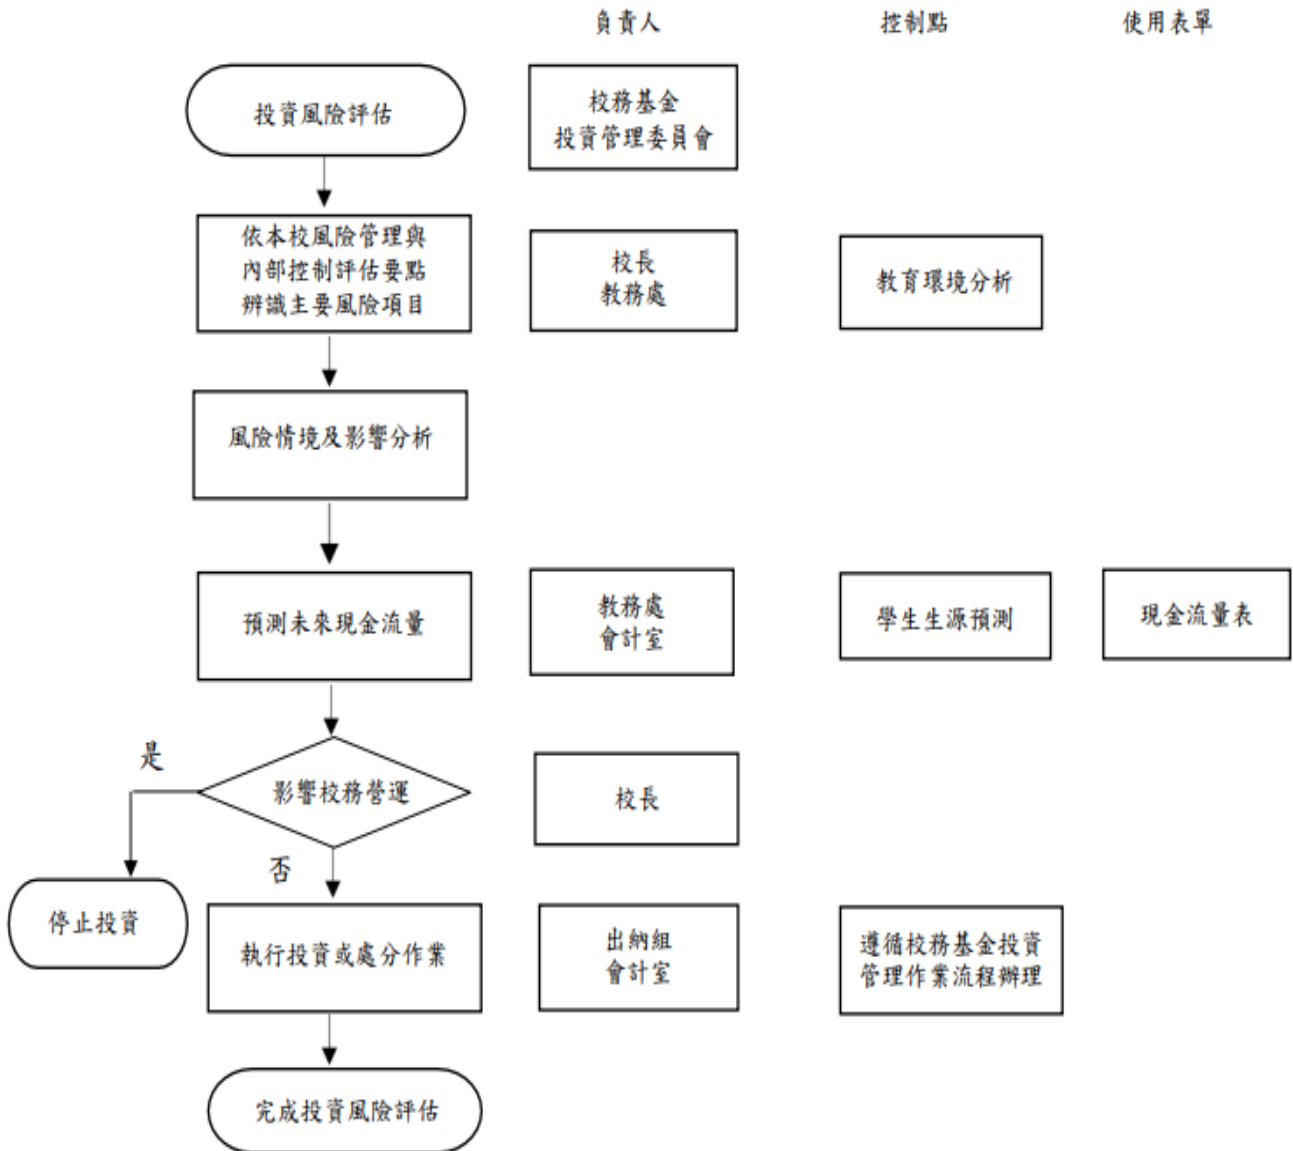 負責人
控制點
使用表單
投資風險評估
校務基金
投資管理委員會
依本校風險管理與
內部控制評估要點
辨識主要風險項目
校長
教務處
教育環境分析
風險情境及影響分析
預測未來現金流量
教務處
會計室
學生生源預測
現金流量表
是
影響校務營運
校長
否
停止投資
執行投資或處分作業
出納組
會計室
遵循校務基金投資
管理作業流程辦理
完成投資風險評估